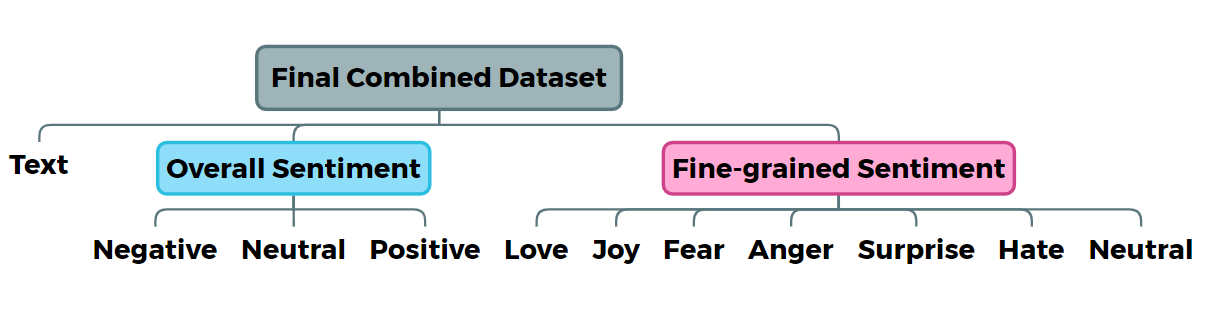 Final Combined Dataset
Text
Overall Sentiment
Fine-grained Sentiment
Negative Neutral Positive Love Joy Fear Anger Surprise Hate Neutral